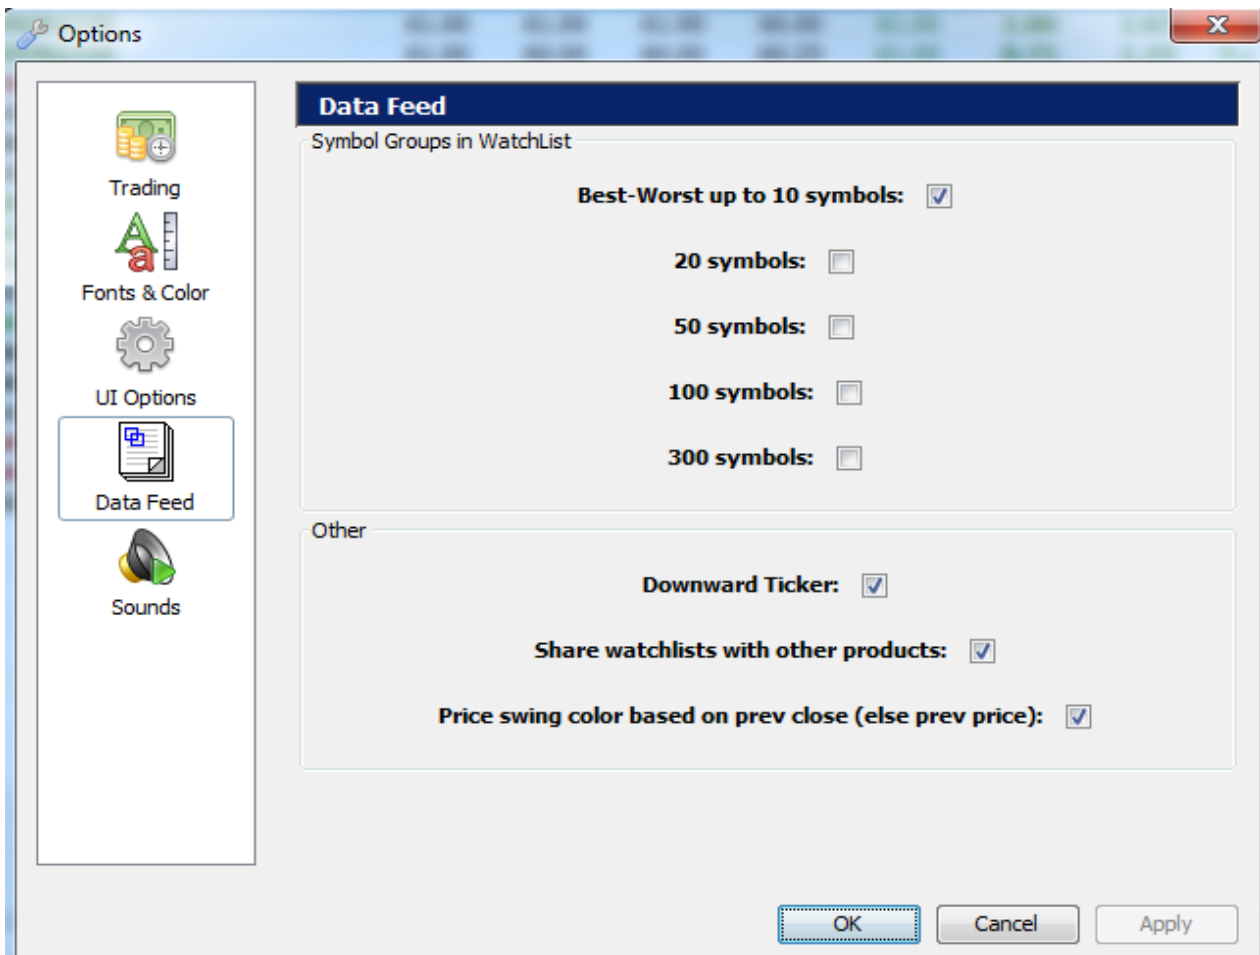 Options
Trading
Fonts & Color
UI Options
Data Feed
Sounds
Data Feed
Symbol Groups in WatchList
Best-Worst up to 10 symbols:
20 symbols:
50 symbols:
100 symbols:
300 symbols:
Other
Downward Ticker:
Share watchlists with other products:
Price swing color based on prev close (else prev price):
OK Cancel Apply